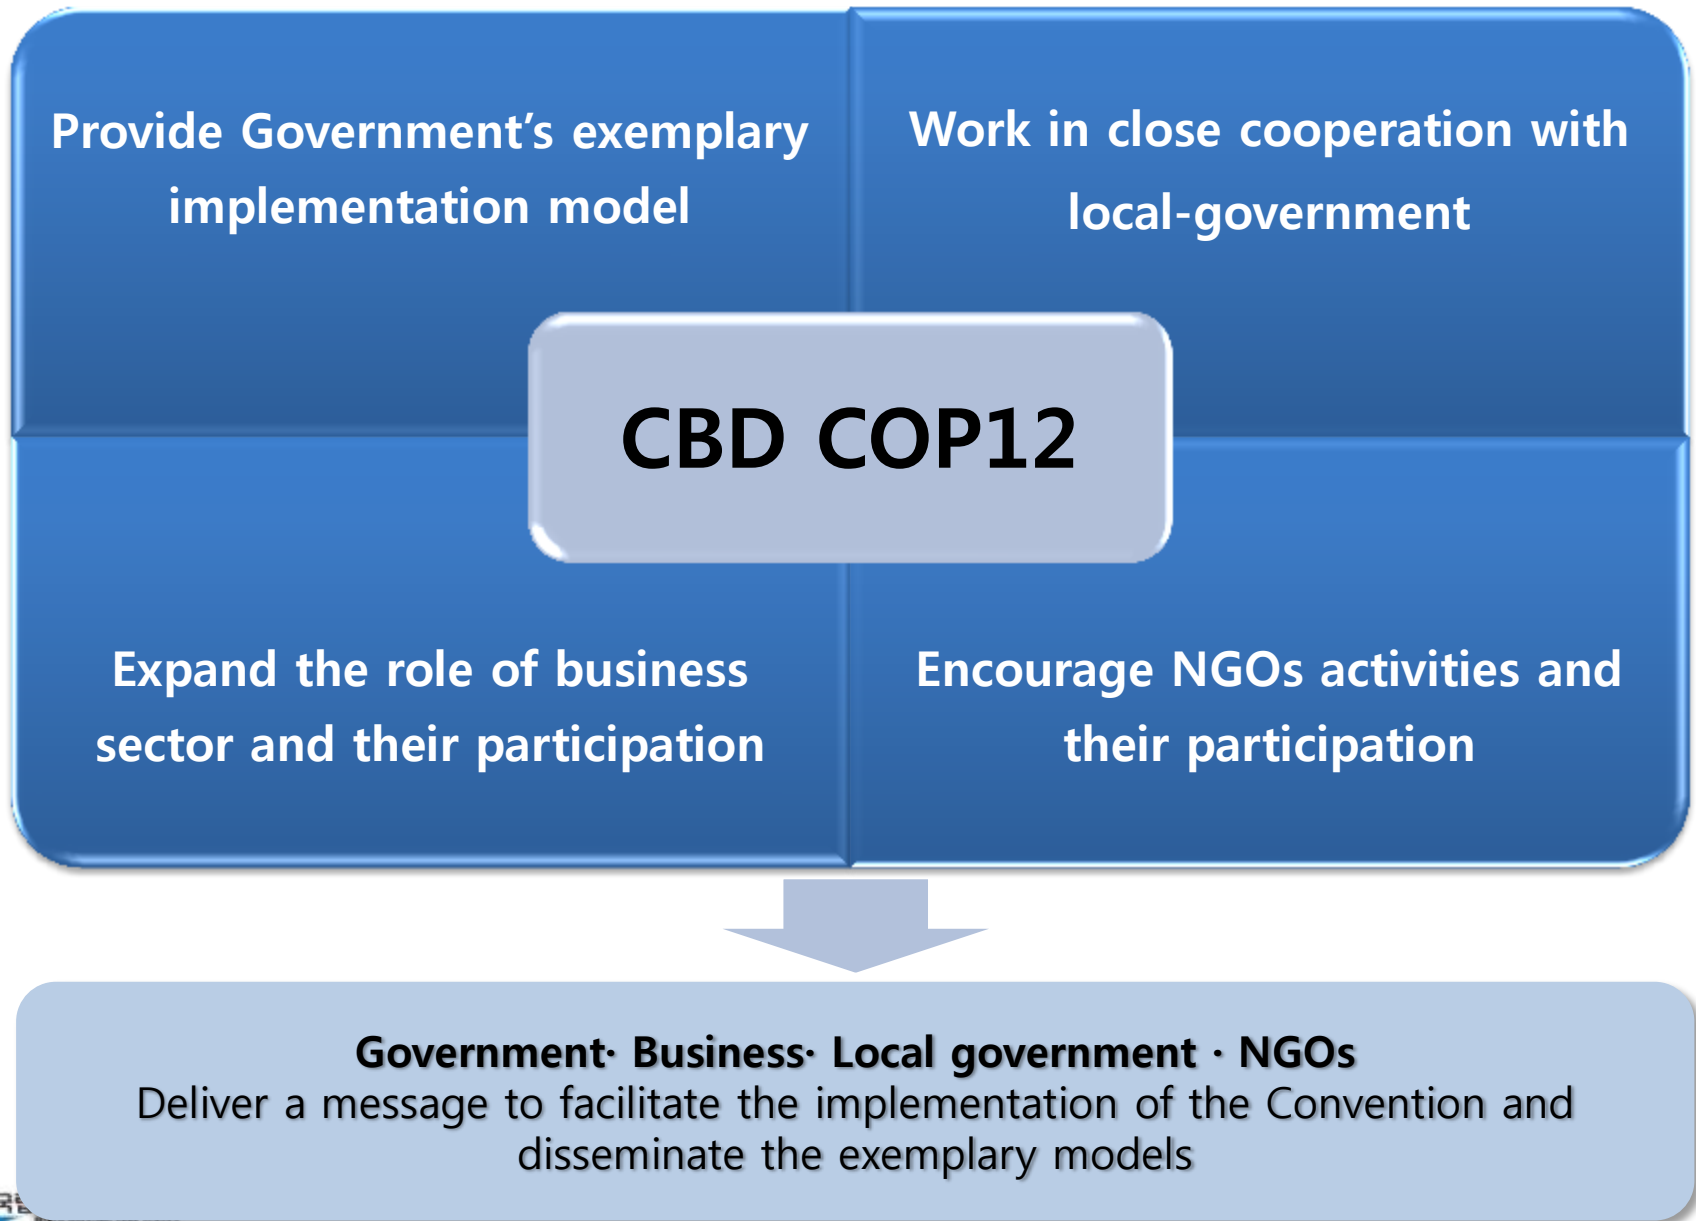 Provide Government’s exemplary
implementation model
Work in close cooperation with
local-government
CBD COP12
Expand the role of business
sector and their participation
Encourage NGOs activities and
their participation
Government· Business· Local government · NGOs
Deliver a message to facilitate the implementation of the Convention and
disseminate the exemplary models